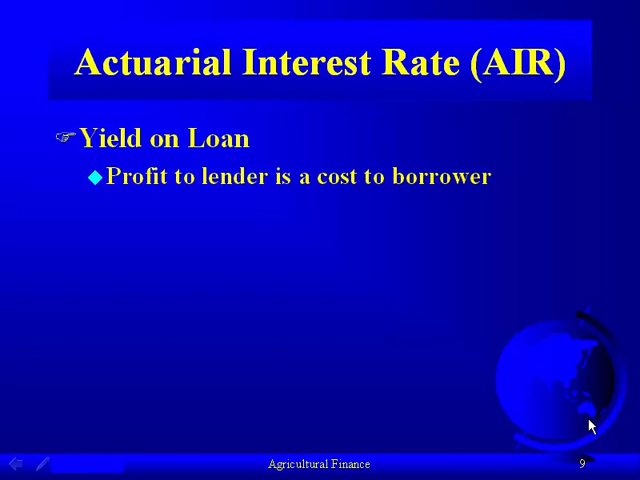 Actuarial Interest Rate (AIR)
Yield on Loan
Profit to lender is a cost to borrower
Agricultural Finance
9